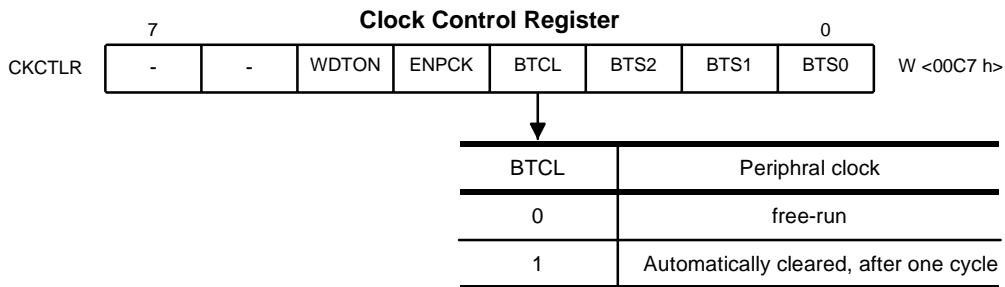 Clock Control Register
7 0
CKCTLR - - WDTON ENPCK BTCL BTS2 BTS1 BTS0 W <00C7 h>
BTCL Periphral clock
0 free-run
1 Automatically cleared, after one cycle